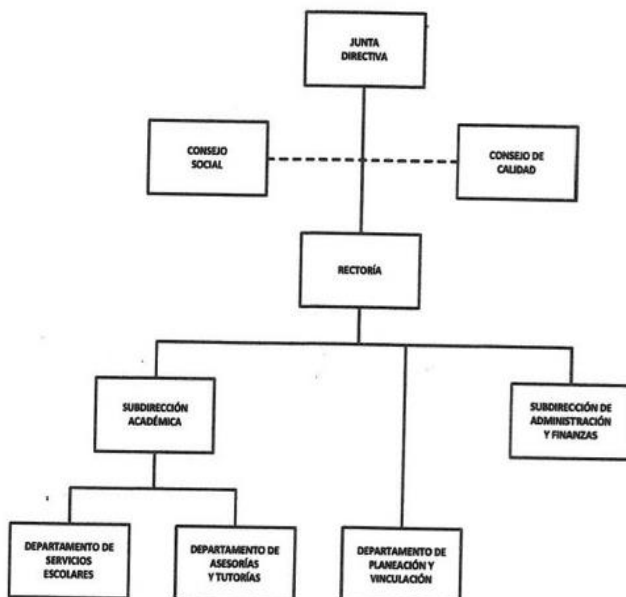 JUNTA
DIRECTIVA
CONSEJO
SOCIAL
CONSEJO DE
CALIDAD
RECTORÍA
SUBDIRECCIÓN
ACADÉMICA
SUBDIRECCIÓN DE
ADMINISTRACIÓN
Y FINANZAS
DEPARTAMENTO DE
SERVICIOS
ESCOLARES
DEPARTAMENTO DE
ASESORÍAS
Y TUTORÍAS
DEPARTAMENTO DE
PLANEACIÓN Y
VINCULACIÓN